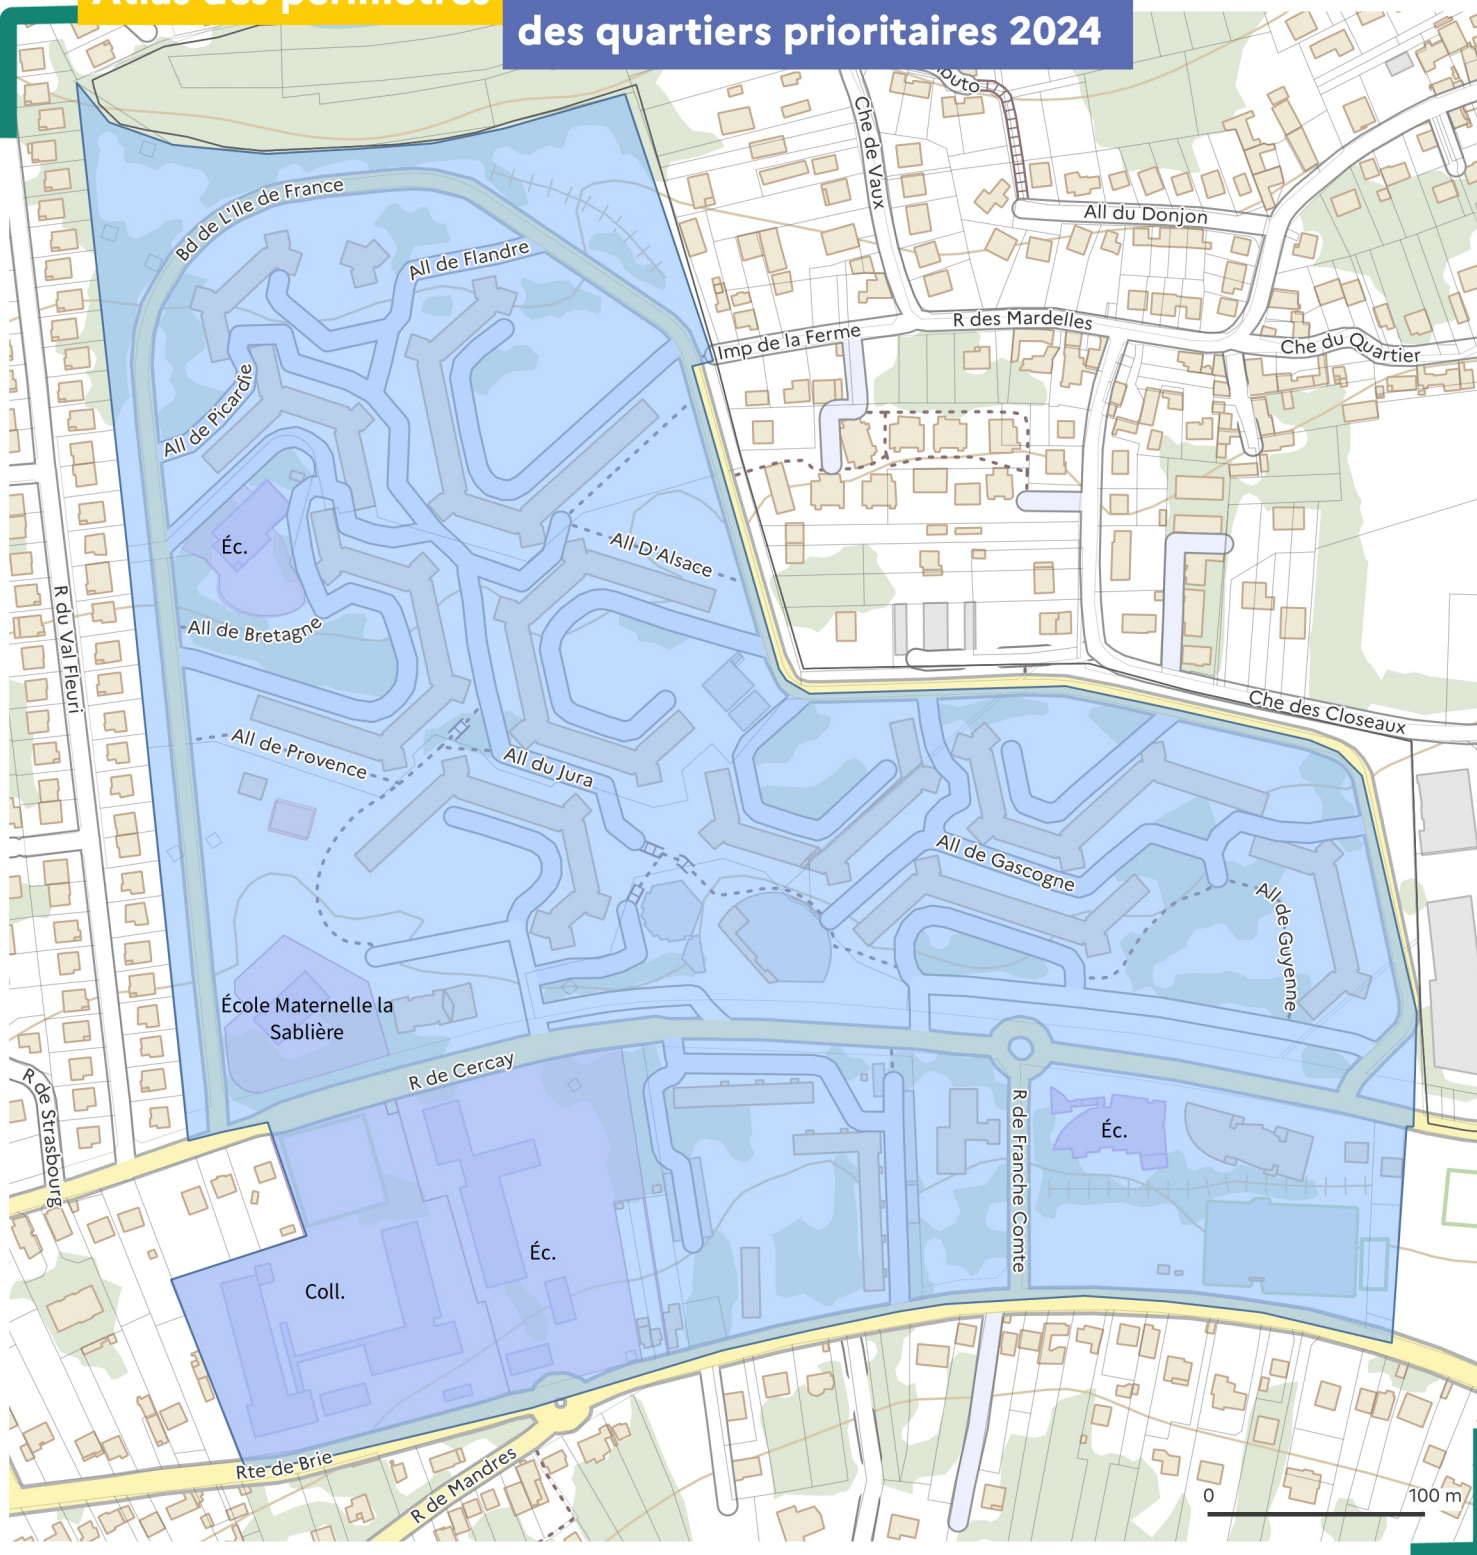 Atlas des périmètres
des quartiers prioritaires 2024
Che de Vaux
All du Donjon
Bd de L'Ile de France
All de Flandre
Imp de la Ferme
R des Mardelles
Che du Quartier
All de Picardie
Éc.
All D'Alsace
All de Bretagne
R du Val Fleuri
Che des Closeaux
All de Provence
All du Jura
All de Gascogne
All de Guyenne
École Maternelle la
Sablière
R de Cercay
R de Strasbourg
R de Franche Comte
Éc.
Éc.
Coll.
Rte de Brie
R de Mandres
0
100 m